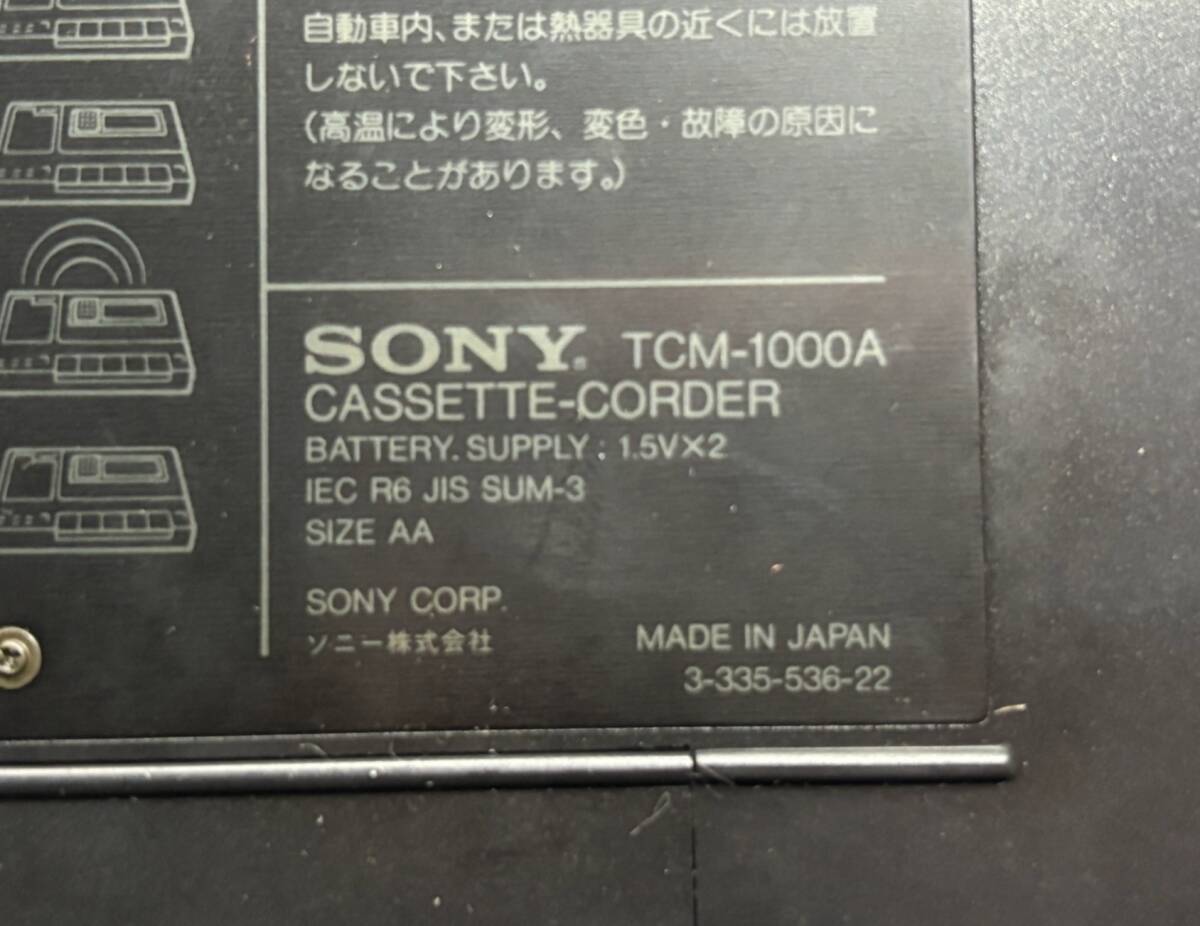 自動車内、または熱器具の近くには放置
しないで下さい。
(高温により変形、変色・故障の原因に
なることがあります。)
SONY® TCM-1000A
CASSETTE-CORDER
BATTERY. SUPPLY : 1.5V×2
IEC R6 JIS SUM-3
SIZE AA
SONY CORP.
ソニー株式会社
MADE IN JAPAN
3-335-536-22